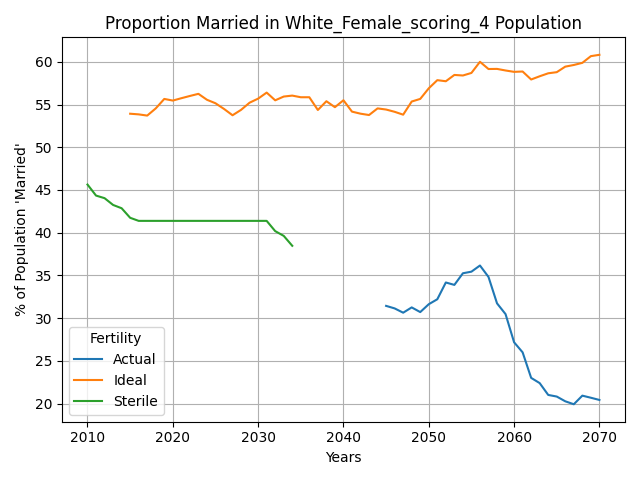 Proportion Married in White_Female_scoring_4 Population
% of Population 'Married'
60
55
50
45
40
35
30
25
20
Fertility
Actual
Ideal
Sterile
2010 2020 2030 2040 2050 2060 2070
Years